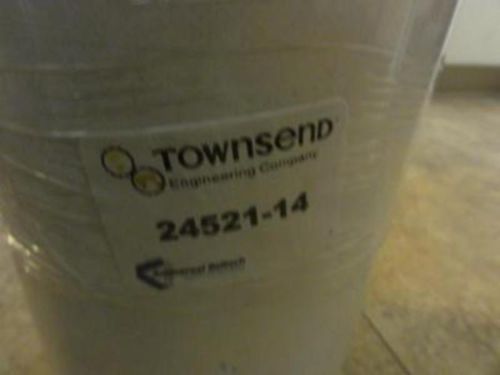 TOWNSEND
Engineering Company
24521-14